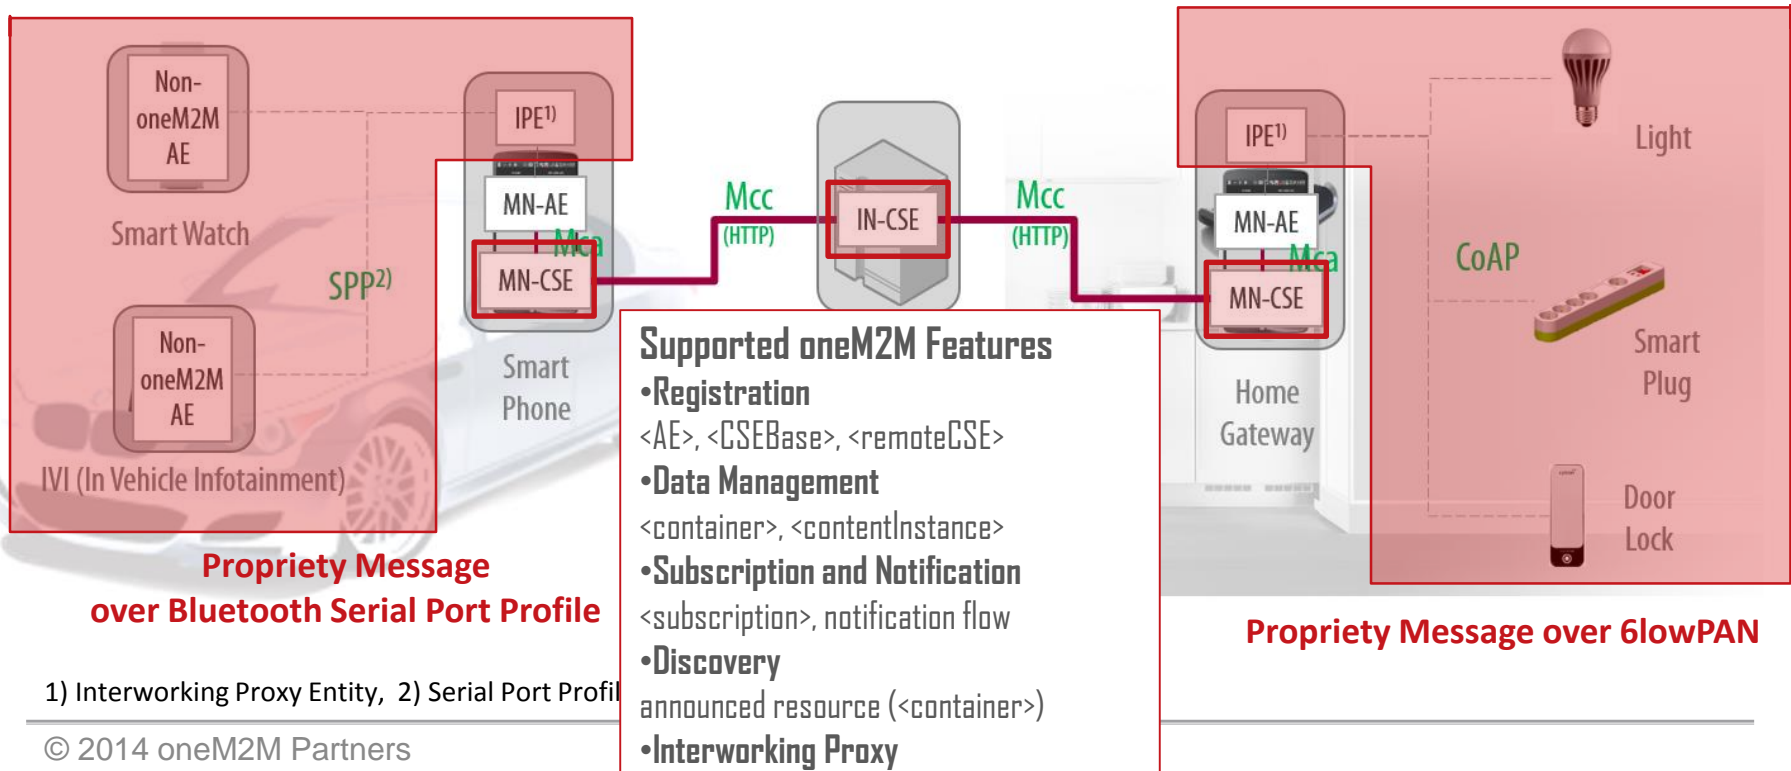 Non-
oneM2M
AE
Smart Watch
SPP2)
Non-
oneM2M
AE
IVI (In Vehicle Infotainment)
IPE1)
MN-AE
Mca
MN-CSE
Smart
Phone
Mcc
(HTTP)
IN-CSE
Mcc
(HTTP)
IPE1)
MN-AE
Mca
MN-CSE
Home
Gateway
CoAP
Light
Smart
Plug
Door
Lock
Propriety Message
over Bluetooth Serial Port Profile
Propriety Message over 6lowPAN
Supported oneM2M Features
•Registration
<AE>, <CSEBase>, <remoteCSE>
•Data Management
<container>, <contentInstance>
•Subscription and Notification
<subscription>, notification flow
•Discovery
announced resource (<container>)
•Interworking Proxy
1) Interworking Proxy Entity, 2) Serial Port Profil
© 2014 oneM2M Partners